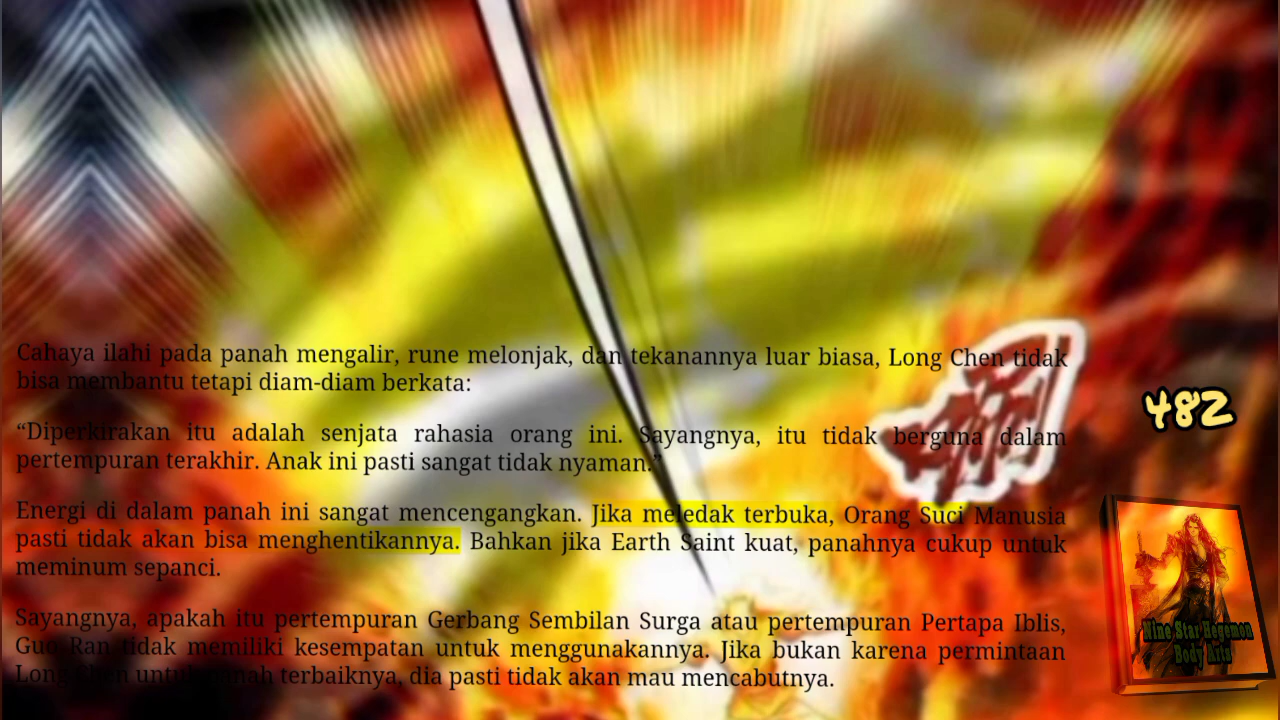 Cahaya ilahi pada panah mengalir, rune melonjak, dan tekanannya luar biasa, Long Chen tidak
bisa membantu tetapi diam-diam berkata:
“Diperkirakan itu adalah senjata rahasia orang ini. Sayangnya, itu tidak berguna dalam
pertempuran terakhir. Anak ini pasti sangat tidak nyaman.”
Energi di dalam panah ini sangat mencengangkan. Jika meledak terbuka, Orang Suci Manusia
pasti tidak akan bisa menghentikannya. Bahkan jika Earth Saint kuat, panahnya cukup untuk
meminum sepanci.
Sayangnya, apakah itu pertempuran Gerbang Sembilan Surga atau pertempuran Pertapa Iblis,
Guo Ran tidak memiliki kesempatan untuk menggunakannya. Jika bukan karena permintaan
Long Chen untuk panah terbaiknya, dia pasti tidak akan mau mencabutnya.
482
Nine Star Hegemon
Body Arts